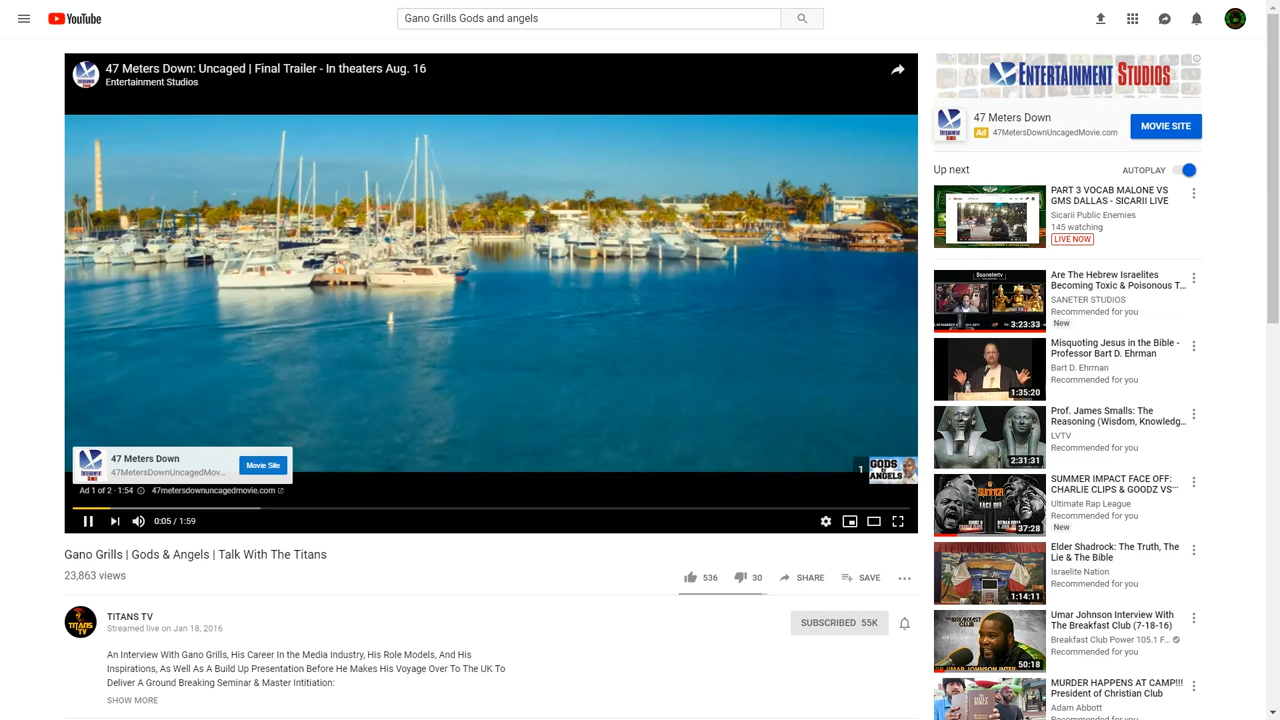 YouTube
Gano Grills Gods and angels
47 Meters Down: Uncaged | Final Trailer - In theaters Aug. 16
Entertainment Studios
47 Meters Down
47MetersDownUncagedMov...
Movie Site
Ad 1 of 2 · 1:54
47metersdownuncagedmovie.com
1
GODS & ANGELS
0:05 / 1:59
Gano Grills | Gods & Angels | Talk With The Titans
23,863 views
536
30
SHARE
SAVE
TITANS TV
TITANS TV
Streamed live on Jan 18, 2016
SUBSCRIBED 55K
An Interview With Gano Grills, His Career In the Media Industry, His Role Models, And His
Inspirations, As Well As A Build Up Presentation Before He Makes His Voyage Over To The UK To
Deliver A Ground Breaking Seminar & Master Intitiation:
SHOW MORE
ENTERTAINMENT STUDIOS
47 Meters Down
Ad 47MetersDownUncagedMovie.com
MOVIE SITE
Up next
AUTOPLAY
PART 3 VOCAB MALONE VS
GMS DALLAS - SICARII LIVE
Sicarii Public Enemies
145 watching
LIVE NOW
Are The Hebrew Israelites
Becoming Toxic & Poisonous T...
SANETER STUDIOS
Recommended for you
New
3:23:33
Misquoting Jesus in the Bible -
Professor Bart D. Ehrman
Bart D. Ehrman
Recommended for you
1:35:20
Prof. James Smalls: The
Reasoning (Wisdom, Knowledg...
LVTV
Recommended for you
2:31:31
SUMMER IMPACT FACE OFF:
CHARLIE CLIPS & GOODZ VS...
Ultimate Rap League
Recommended for you
New
SUMMER
FACE OFF
37:28
Elder Shadrock: The Truth, The
Lie & The Bible
Israelite Nation
Recommended for you
1:14:11
Umar Johnson Interview With
The Breakfast Club (7-18-16)
Breakfast Club Power 105.1 F...
Recommended for you
50:18
MURDER HAPPENS AT CAMP!!!
President of Christian Club
Adam Abbott
Recommended for you